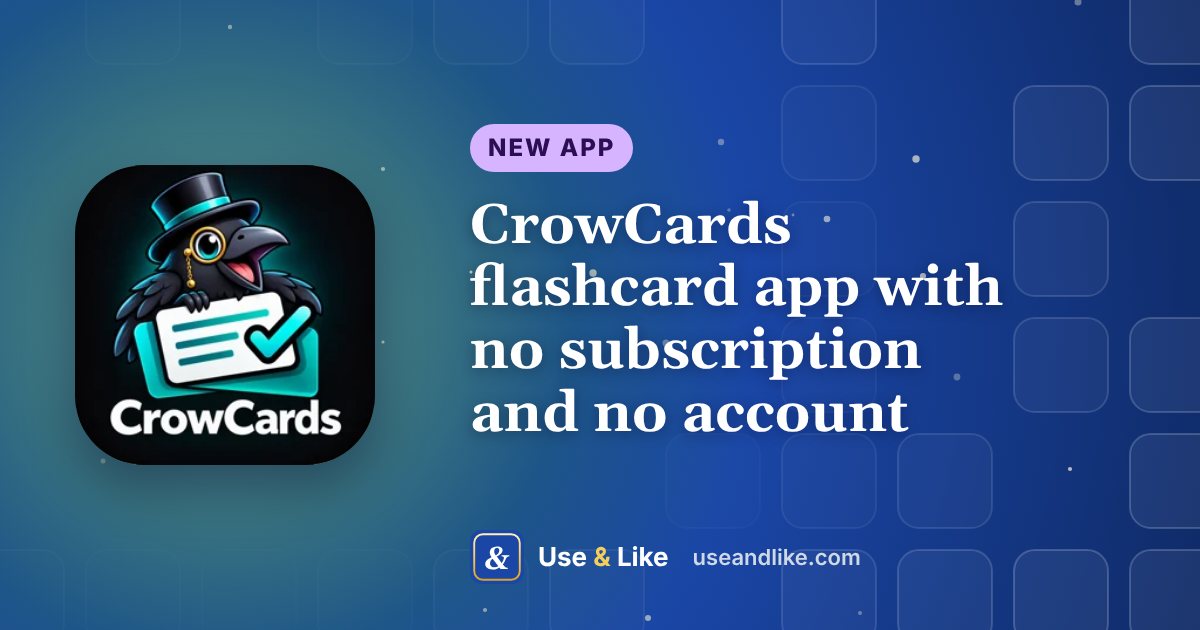 NEW APP
CrowCards
flashcard app with
no subscription
and no account
CrowCards
& Use & Like useandlike.com